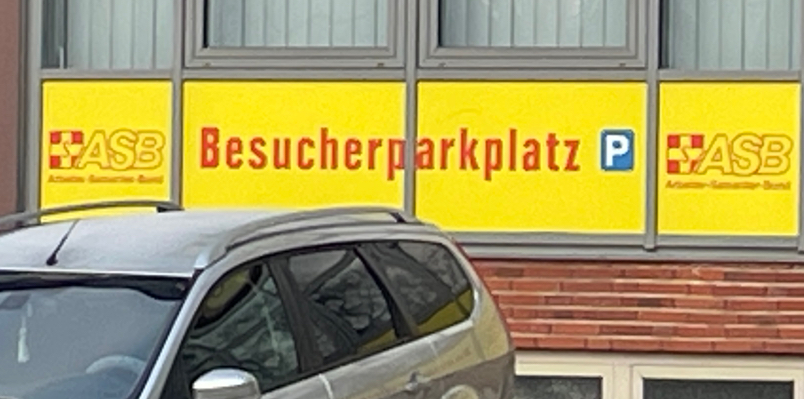 ASB
Arbeiter-Samariter-Bund
Besucherparkplatz P
ASB
Arbeiter-Samariter-Bund